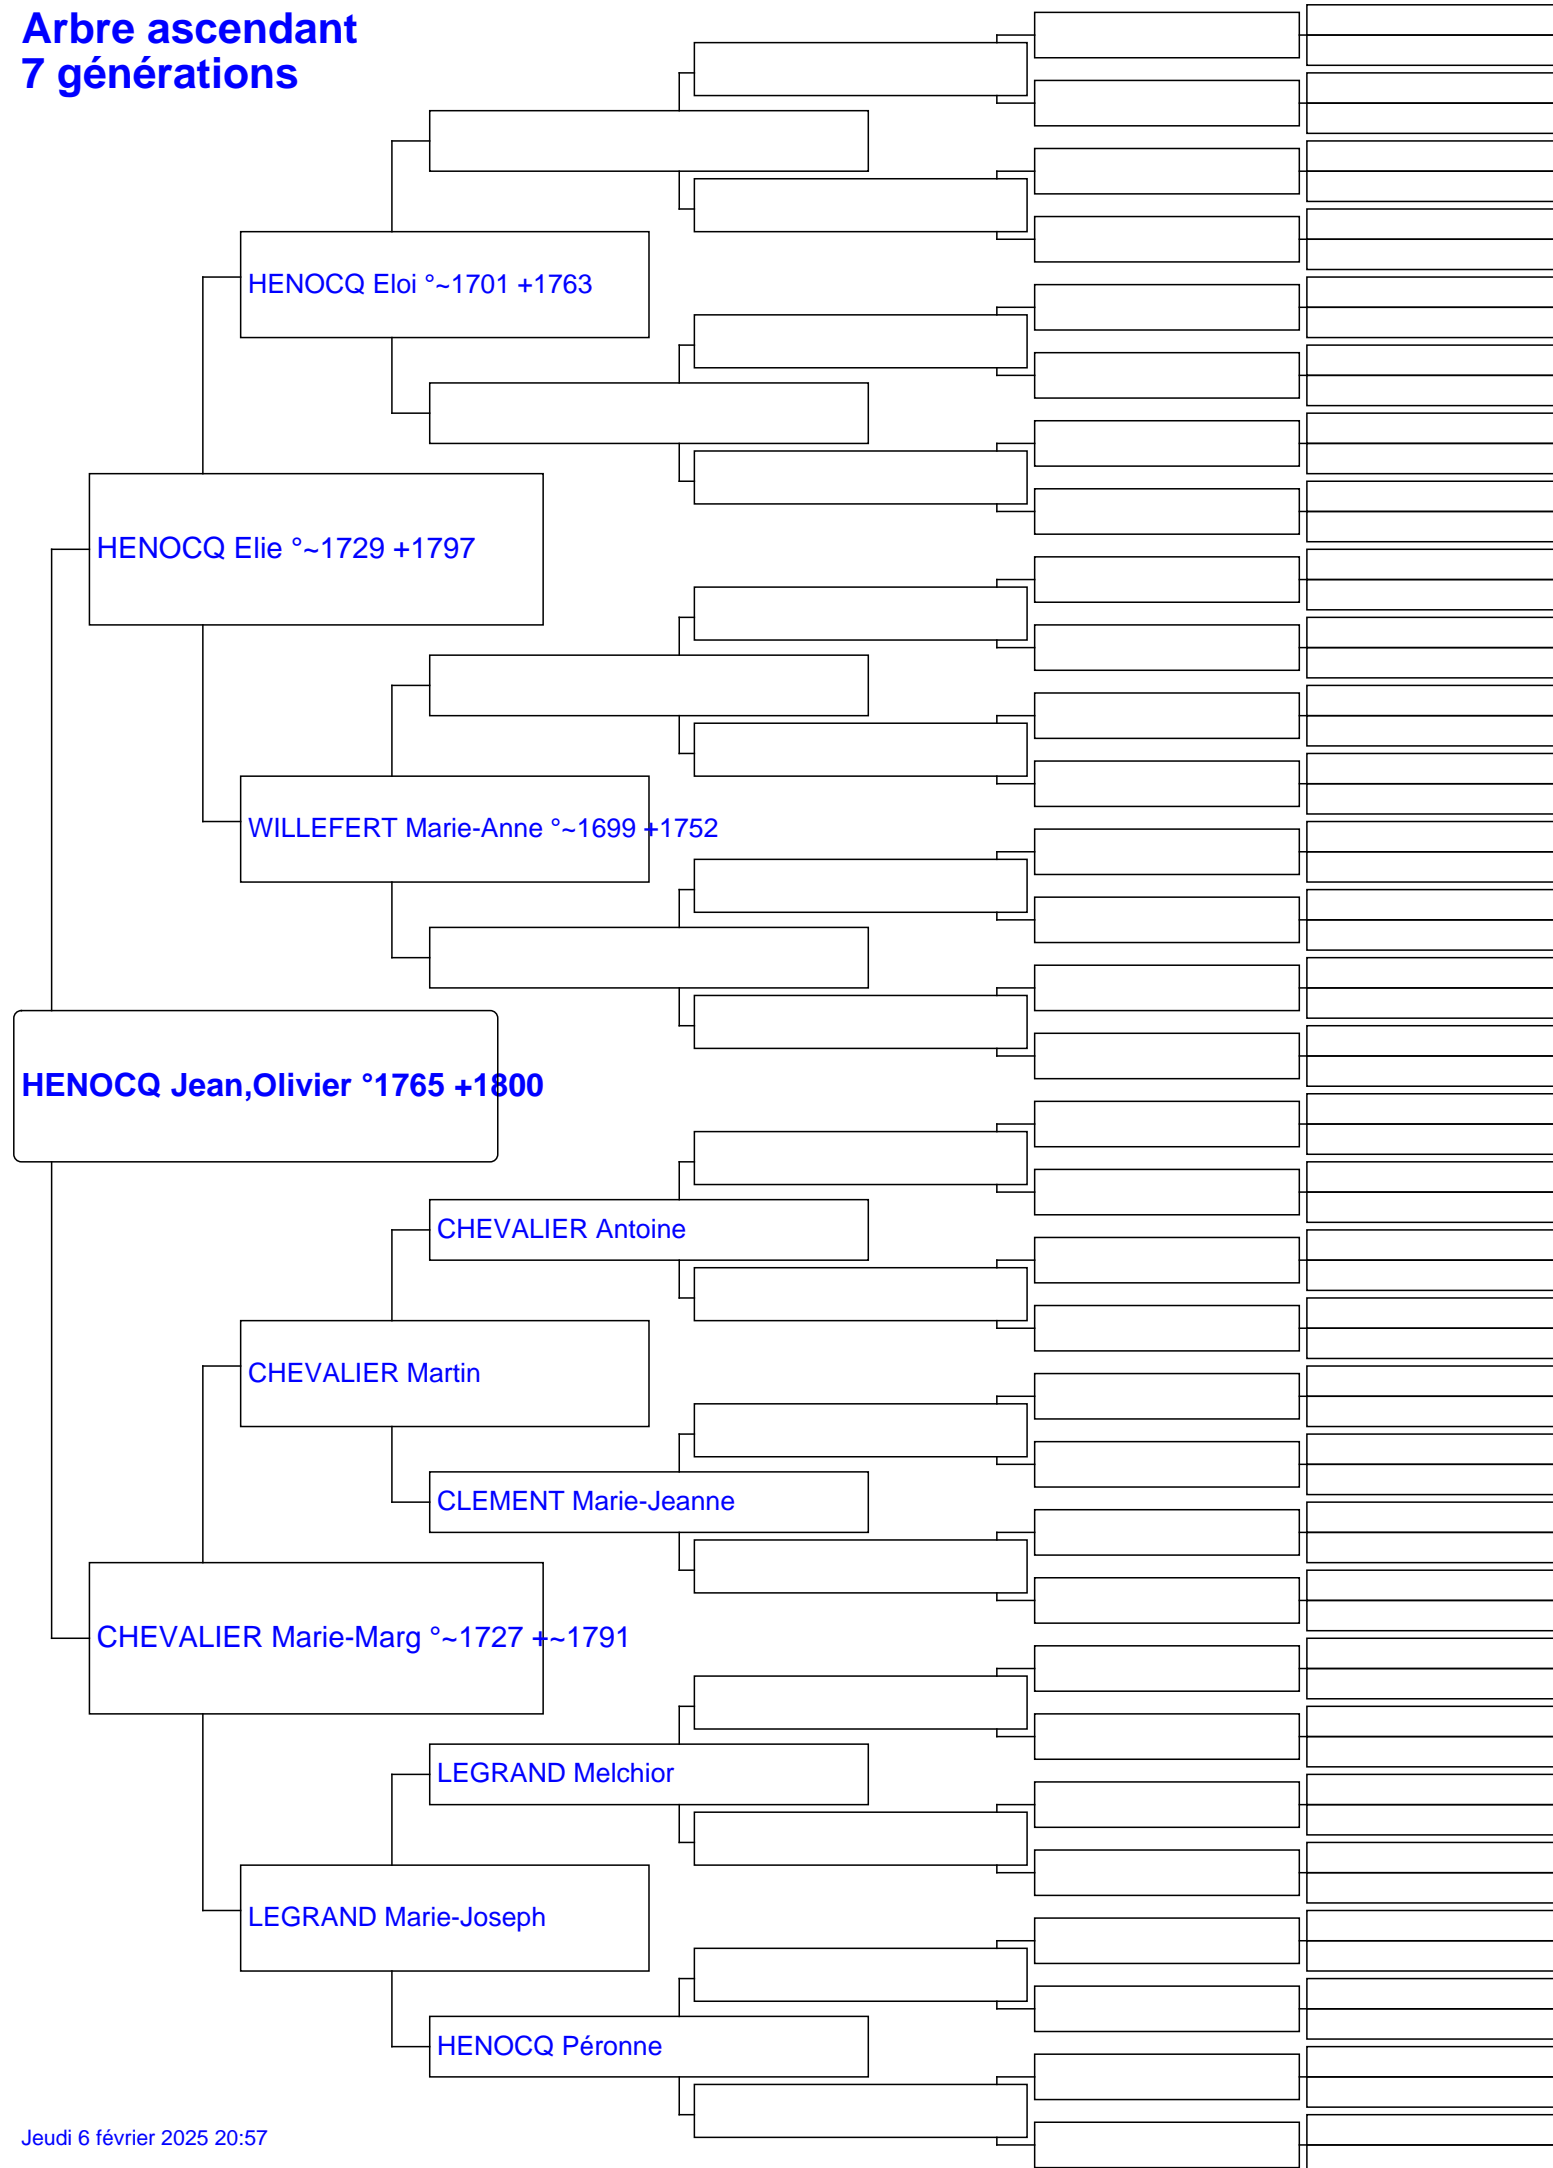 Arbre ascendant
7 générations
HENOCQ Eloi °~1701 +1763
HENOCQ Elie °~1729 +1797
WILLEFERT Marie-Anne °~1699 +1752
HENOCQ Jean,Olivier °1765 +1800
CHEVALIER Antoine
CHEVALIER Martin
CLEMENT Marie-Jeanne
CHEVALIER Marie-Marg °~1727 +~1791
LEGRAND Melchior
LEGRAND Marie-Joseph
HENOCQ Péronne
Jeudi 6 février 2025 20:57